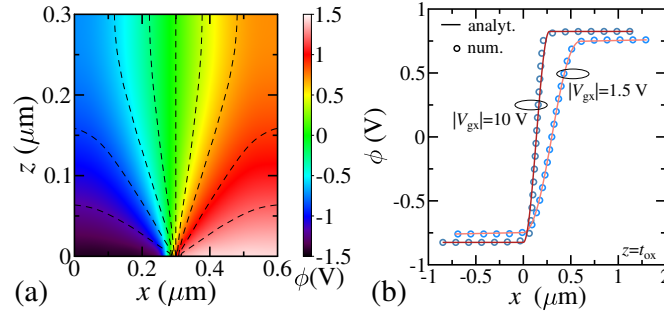 0.3
0.2
0.1
0
z (μm)
0 0.2 0.4 0.6
x (μm)
(a)
1.5
1
0.5
0
-0.5
-1
-1.5
ϕ(V)
1
0.5
0
-0.5
-1
ϕ (V)
analyt.
num.
|Vgx|=10 V
|Vgx|=1.5 V
z=tox
-1 -0.5 0 0.5 1 1.5 2
x (μm)
(b)